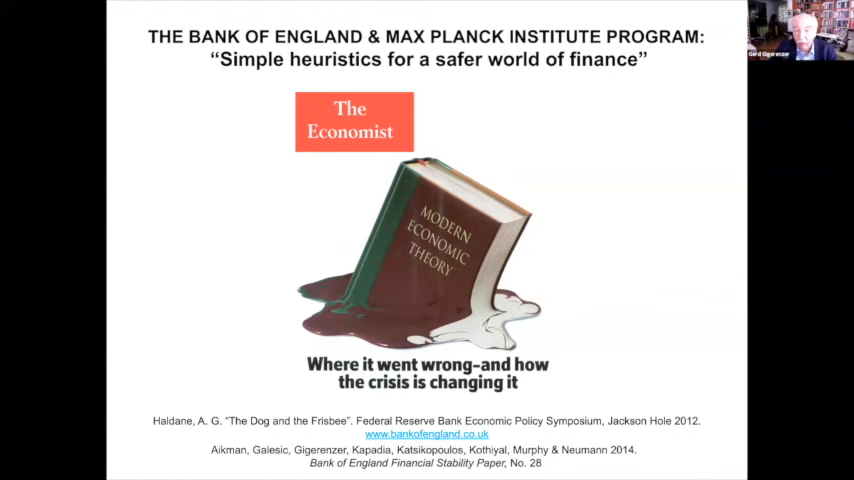 THE BANK OF ENGLAND & MAX PLANCK INSTITUTE PROGRAM:
“Simple heuristics for a safer world of finance”
Gerd Gigerenzer
The
Economist
MODERN
ECONOMIC
THEORY
Where it went wrong–and how
the crisis is changing it
Haldane, A. G. “The Dog and the Frisbee”. Federal Reserve Bank Economic Policy Symposium, Jackson Hole 2012.
www.bankofengland.co.uk
Aikman, Galesic, Gigerenzer, Kapadia, Katsikopoulos, Kothiyal, Murphy & Neumann 2014.
Bank of England Financial Stability Paper, No. 28